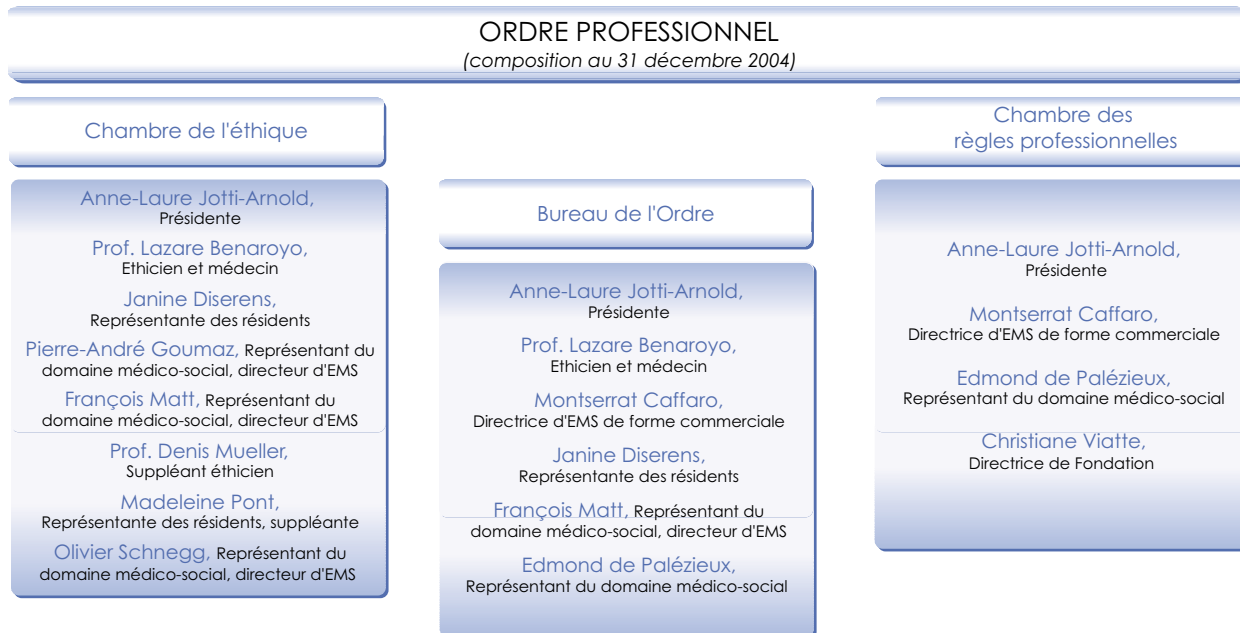 ORDRE PROFESSIONNEL
(composition au 31 décembre 2004)
Chambre de l'éthique
Anne-Laure Jotti-Arnold,
Présidente
Prof. Lazare Benaroyo,
Ethicien et médecin
Janine Diserens,
Représentante des résidents
Pierre-André Goumaz, Représentant du
domaine médico-social, directeur d'EMS
François Matt, Représentant du
domaine médico-social, directeur d'EMS
Prof. Denis Mueller,
Suppléant éthicien
Madeleine Pont,
Représentante des résidents, suppléante
Olivier Schnegg, Représentant du
domaine médico-social, directeur d'EMS
Bureau de l'Ordre
Anne-Laure Jotti-Arnold,
Présidente
Prof. Lazare Benaroyo,
Ethicien et médecin
Montserrat Caffaro,
Directrice d'EMS de forme commerciale
Janine Diserens,
Représentante des résidents
François Matt, Représentant du
domaine médico-social, directeur d'EMS
Edmond de Palézieux,
Représentant du domaine médico-social
Chambre des
règles professionnelles
Anne-Laure Jotti-Arnold,
Présidente
Montserrat Caffaro,
Directrice d'EMS de forme commerciale
Edmond de Palézieux,
Représentant du domaine médico-social
Christiane Viatte,
Directrice de Fondation